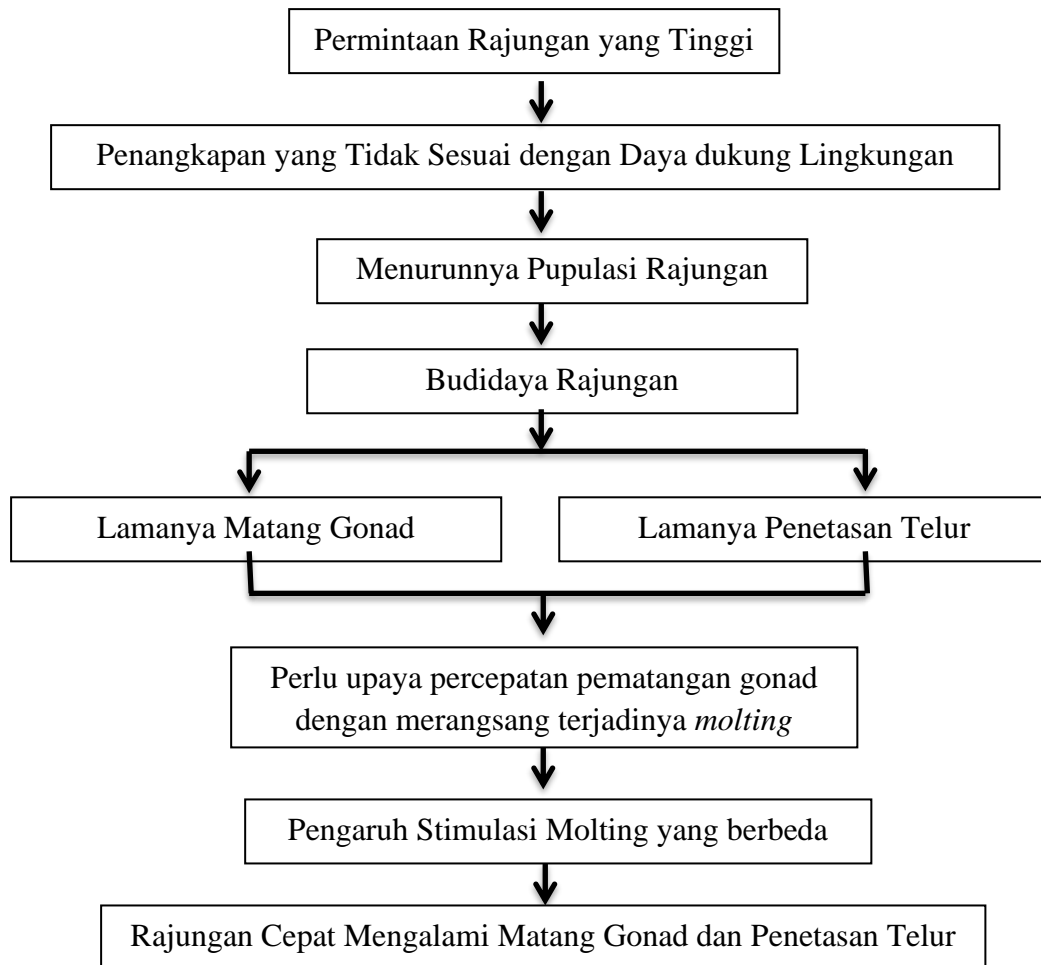 Permintaan Rajungan yang Tinggi
Penangkapan yang Tidak Sesuai dengan Daya dukung Lingkungan
Menurunnya Pupulasi Rajungan
Budidaya Rajungan
Lamanya Matang Gonad
Lamanya Penetasan Telur
Perlu upaya percepatan pematangan gonad
dengan merangsang terjadinya molting
Pengaruh Stimulasi Molting yang berbeda
Rajungan Cepat Mengalami Matang Gonad dan Penetasan Telur